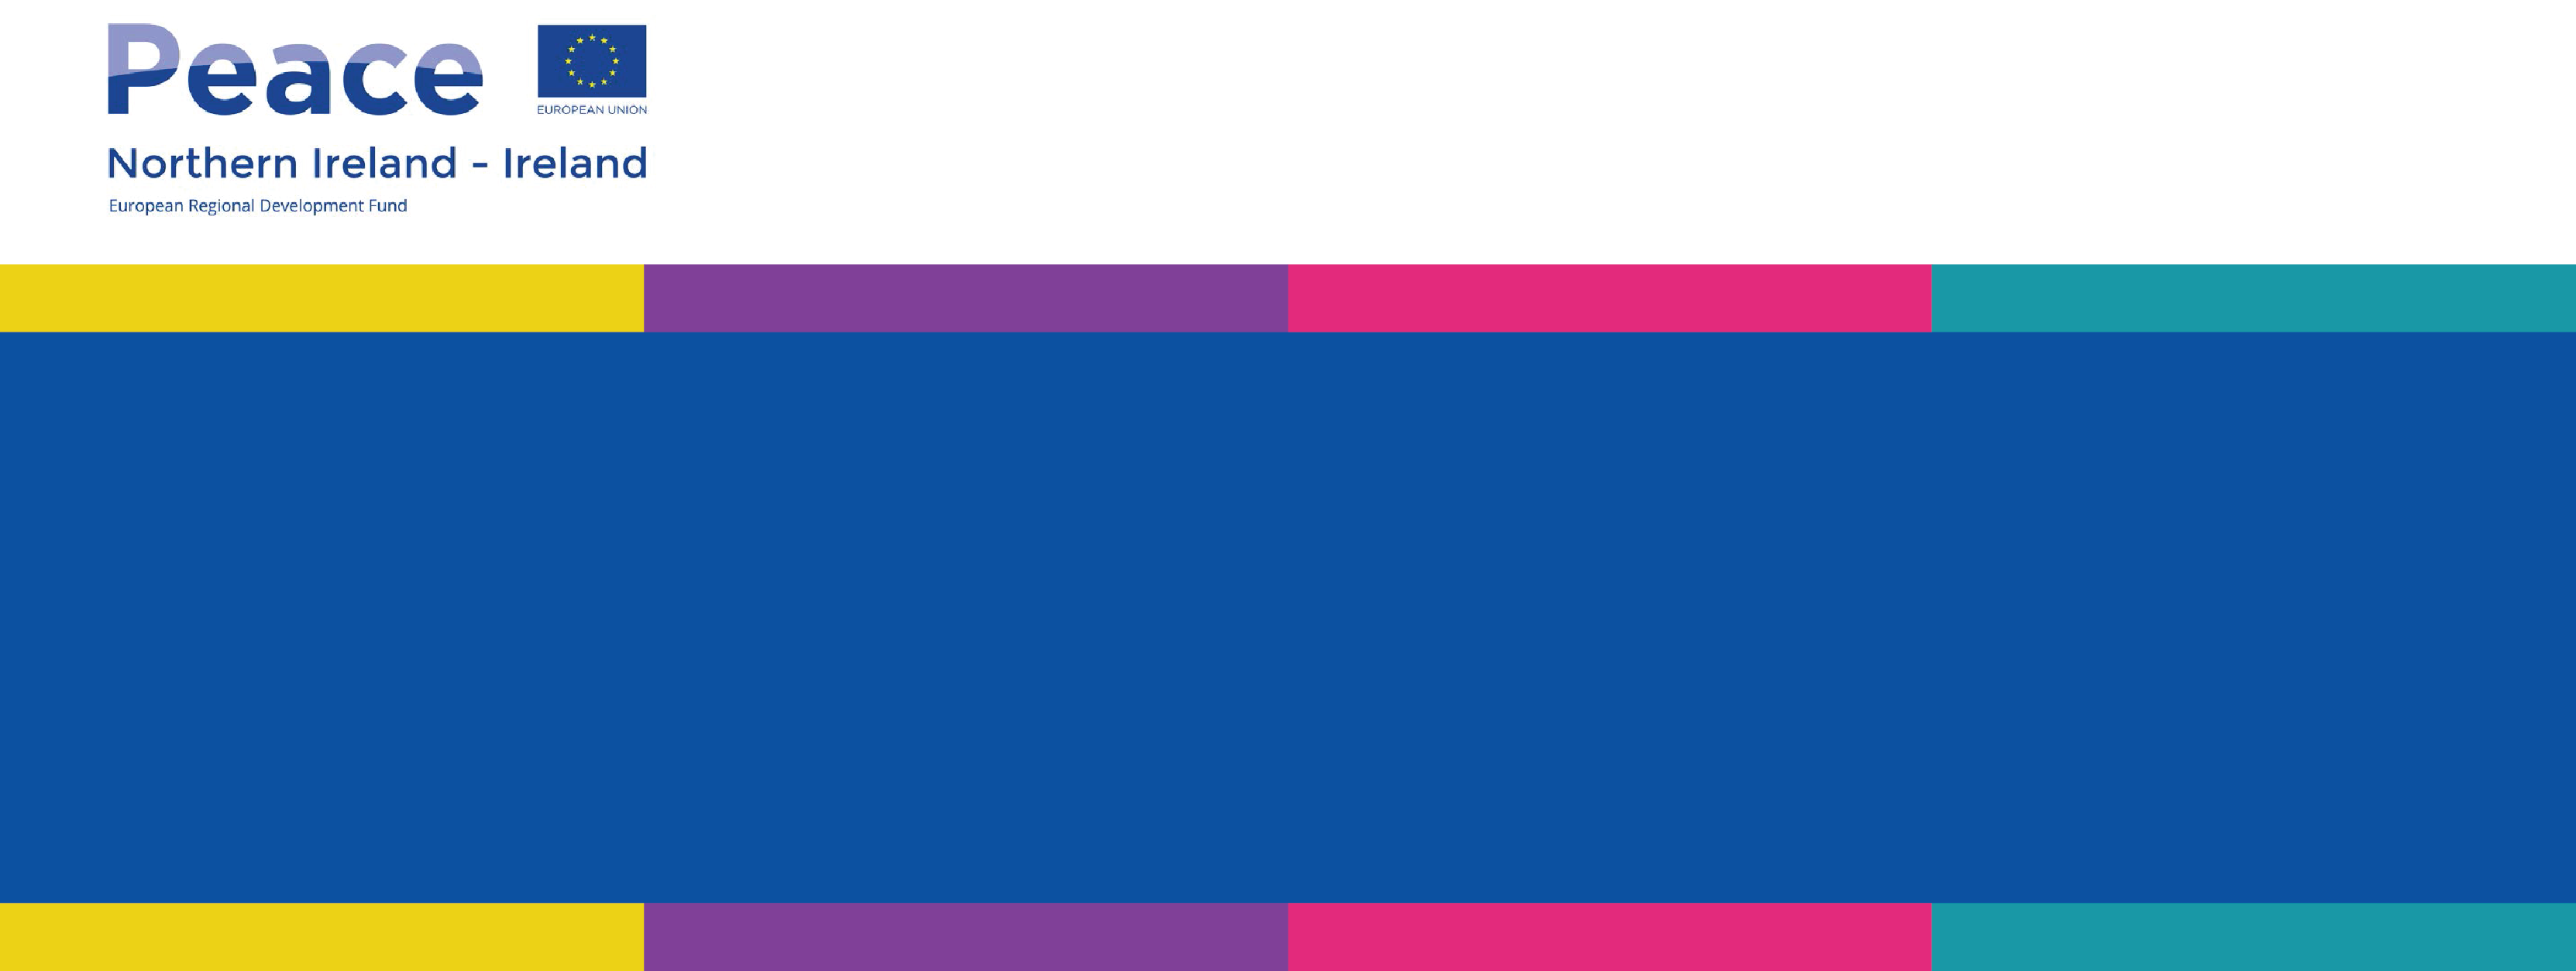 Peace
EUROPEAN UNION
Northern Ireland - Ireland
European Regional Development Fund